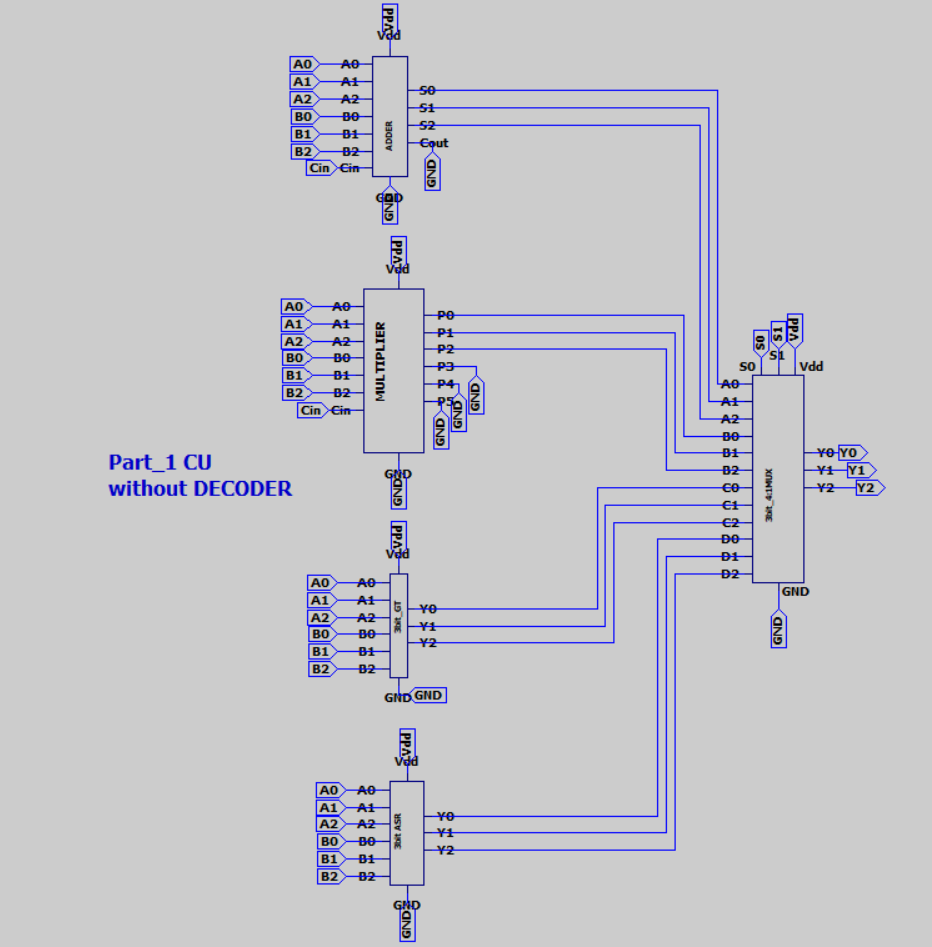 Vdd
Vdd
A0 A0
A1 A1
A2 A2
B0 B0
B1 B1
B2 B2
Cin Cin
ADDER
S0
S1
S2
Cout
GND
GND
GND
Vdd
Vdd
A0 A0
A1 A1
A2 A2
B0 B0
B1 B1
B2 B2
Cin Cin
MULTIPLIER
P0
P1
P2
P3
P4
P5
GND
GND
GND
GND
GND
Part_1 CU
without DECODER
Vdd
Vdd
A0 A0
A1 A1
A2 A2
B0 B0
B1 B1
B2 B2
3bit_GT
Y0
Y1
Y2
GND GND
Vdd
Vdd
A0 A0
A1 A1
A2 A2
B0 B0
B1 B1
B2 B2
3bit ASR
Y0
Y1
Y2
GND
GND
S0 S1 Vdd
S0 S1 Vdd
A0
A1
A2
B0
B1
B2
C0
C1
C2
D0
D1
D2
3bit_4:1MUX
Y0 Y0
Y1 Y1
Y2 Y2
GND
GND